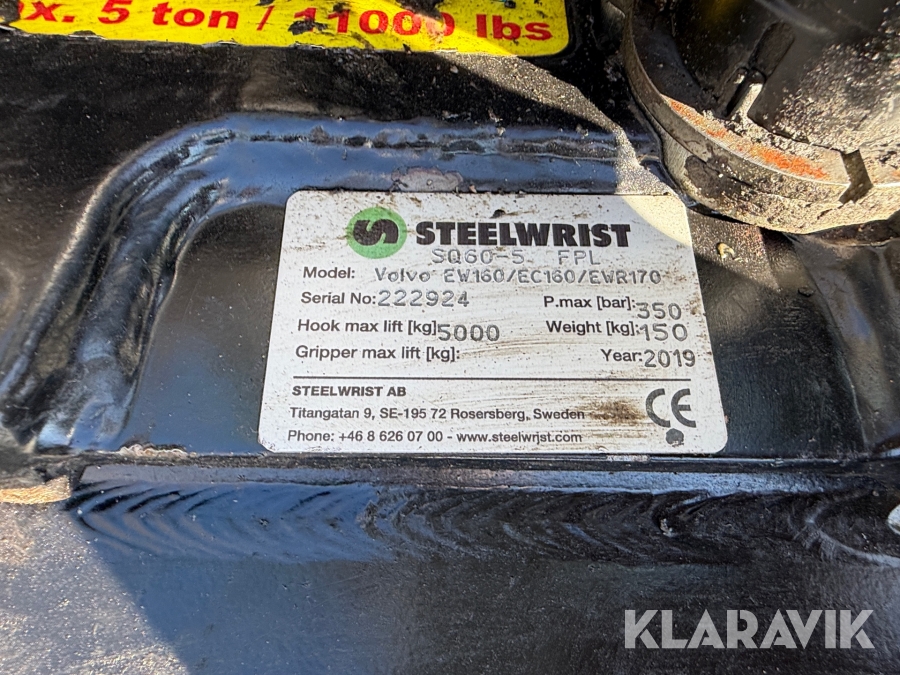 ax. 5 ton / 11000 lbs
STEELWRIST
SQ60-5 FPL
Model: Volvo EW160/EC160/EWR170
Serial No: 222924 P.max [bar]: 350
Hook max lift [kg] 5000 Weight [kg]: 150
Gripper max lift [kg]: Year: 2019
STEELWRIST AB
Titangatan 9, SE-195 72 Rosersberg, Sweden
CE
Phone: +46 8 626 07 00 - www.steelwrist.com
KLARAVIK